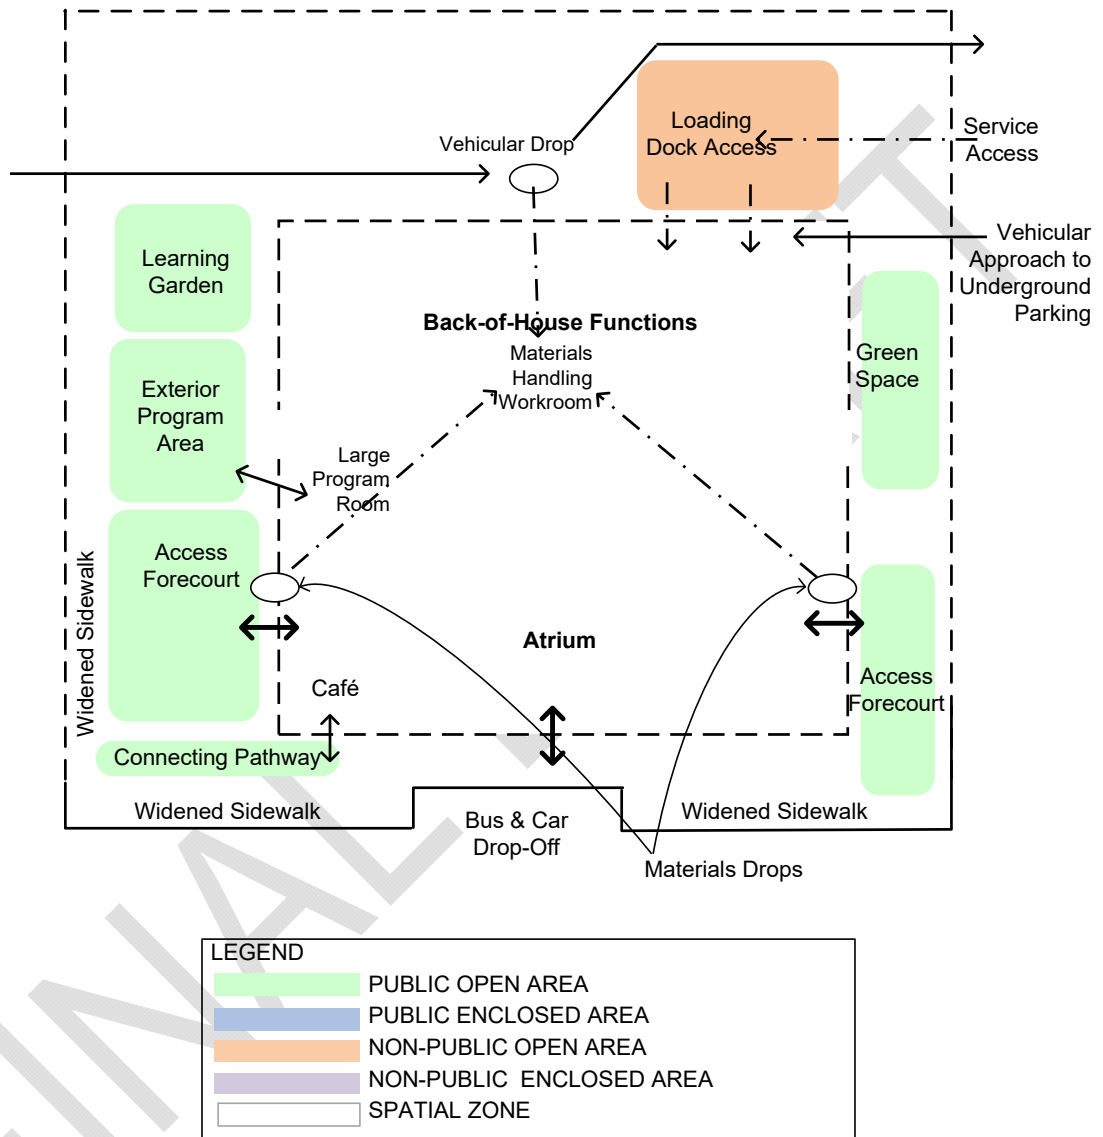 Vehicular Drop
Loading
Dock Access
Service
Access
Learning
Garden
Vehicular
Approach to
Underground
Parking
Back-of-House Functions
Materials
Handling
Workroom
Green
Space
Exterior
Program
Area
Large
Program
Room
Access
Forecourt
Widened Sidewalk
Atrium
Café
Access
Forecourt
Connecting Pathway
Widened Sidewalk
Bus & Car
Drop-Off
Widened Sidewalk
Materials Drops
LEGEND
PUBLIC OPEN AREA
PUBLIC ENCLOSED AREA
NON-PUBLIC OPEN AREA
NON-PUBLIC ENCLOSED AREA
SPATIAL ZONE